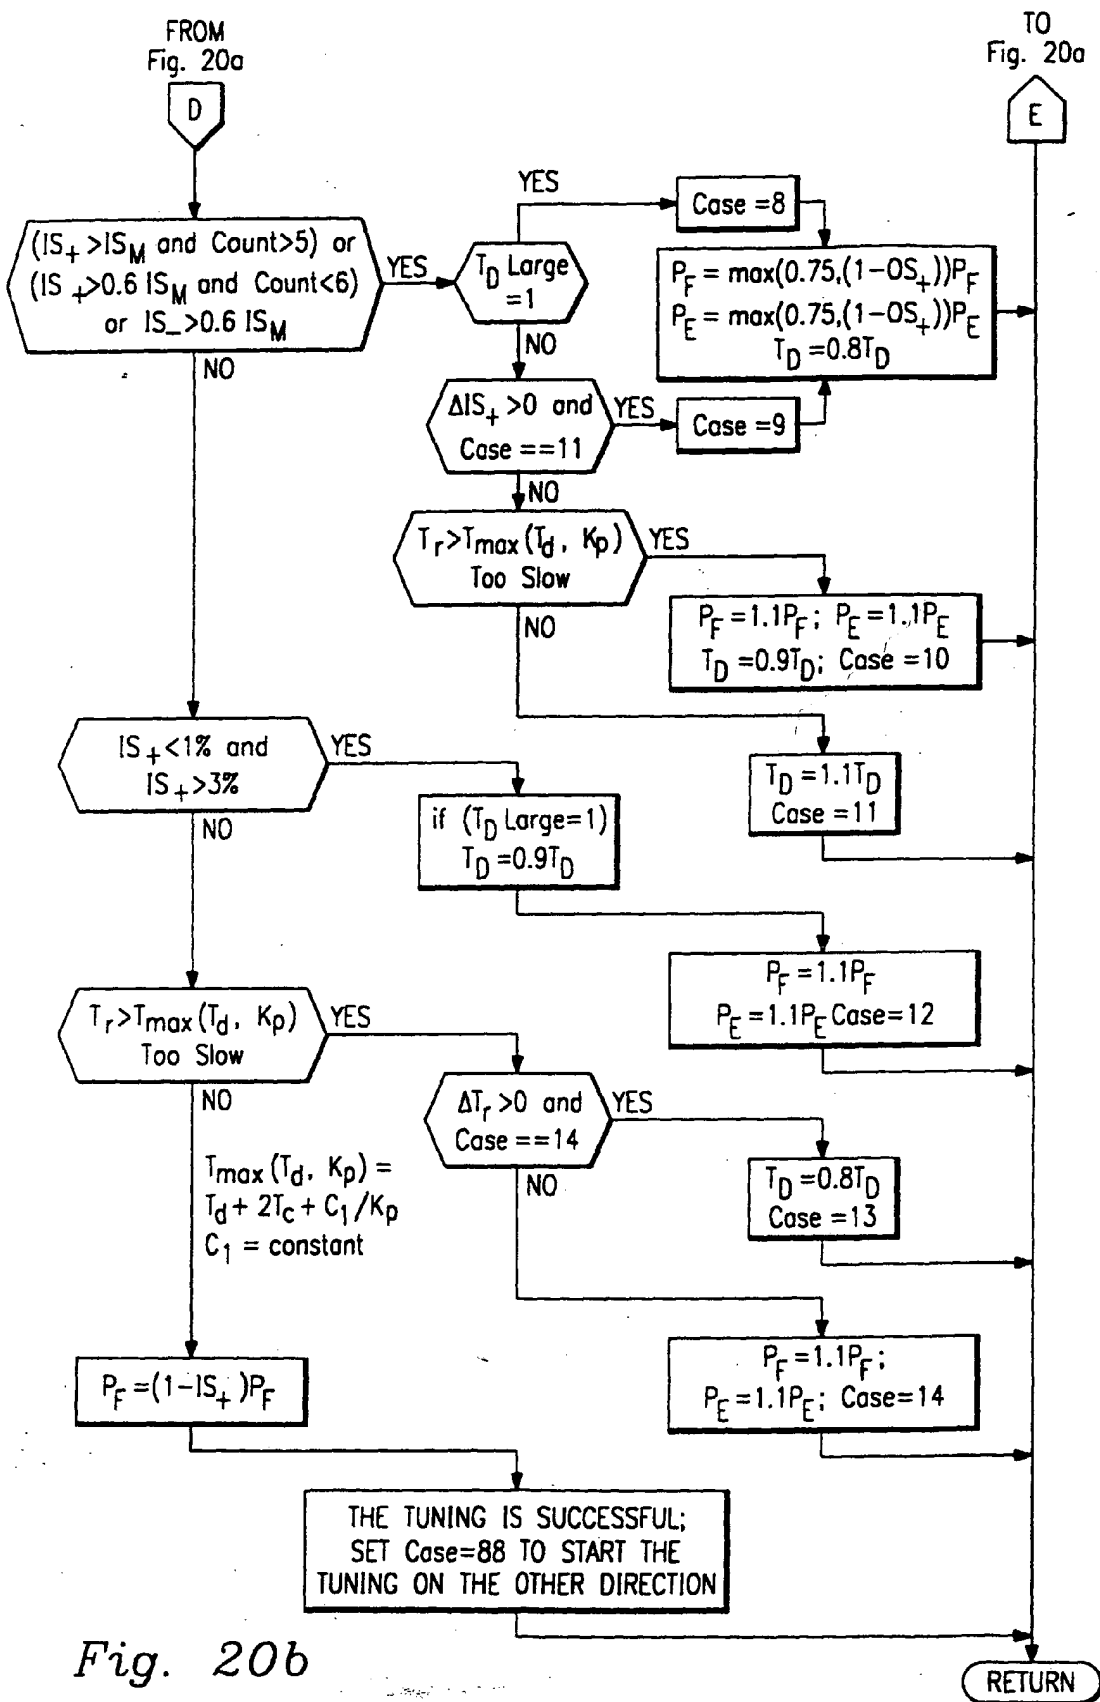 FROM
Fig. 20a
D
TO
Fig. 20a
E
(IS+ >ISM and Count>5) or
(IS +>0.6 ISM and Count<6)
or IS_ >0.6 ISM
YES
NO
TD Large
=1
YES
NO
Case =8
PF = max(0.75,(1-OS+))PF
PE = max(0.75,(1-OS+))PE
TD =0.8TD
ΔIS+ >0 and
Case ==11
YES
NO
Case =9
Tr>Tmax(Td, Kp)
Too Slow
YES
NO
PF =1.1PF; PE =1.1PE
TD =0.9TD; Case =10
TD =1.1TD
Case =11
IS+<1% and
IS+>3%
YES
NO
if (TD Large=1)
TD =0.9TD
PF =1.1PF
PE =1.1PE Case=12
Tr>Tmax(Td, Kp)
Too Slow
YES
NO
ΔTr >0 and
Case ==14
YES
NO
TD =0.8TD
Case =13
Tmax(Td, Kp) =
Td + 2Tc + C1/Kp
C1 = constant
PF =1.1PF;
PE =1.1PE; Case=14
PF =(1-IS+ )PF
THE TUNING IS SUCCESSFUL;
SET Case=88 TO START THE
TUNING ON THE OTHER DIRECTION
Fig. 20b
RETURN